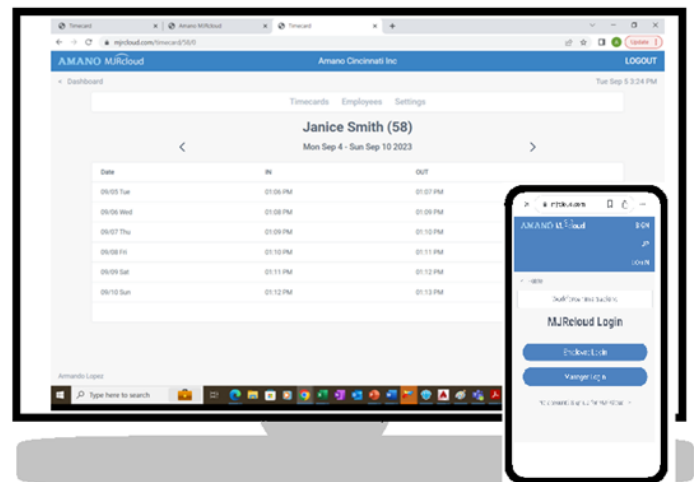 Timecard
Amano MJRcloud
Timecard
mjrcloud.com/timecard/58/0
Update
AMANO MJRcloud
Amano Cincinnati Inc
LOGOUT
Dashboard
Tue Sep 5 3:24 PM
Timecards Employees Settings
Janice Smith (58)
Mon Sep 4 - Sun Sep 10 2023
Date IN OUT
09/05 Tue 01:06 PM 01:07 PM
09/06 Wed 01:08 PM 01:09 PM
09/07 Thu 01:09 PM 01:10 PM
09/08 Fri 01:10 PM 01:11 PM
09/09 Sat 01:11 PM 01:12 PM
09/10 Sun 01:12 PM 01:13 PM
Armando Lopez
Type here to search
AMANO
LOGIN
MJRcloud Login
Employee Login
Manager Login